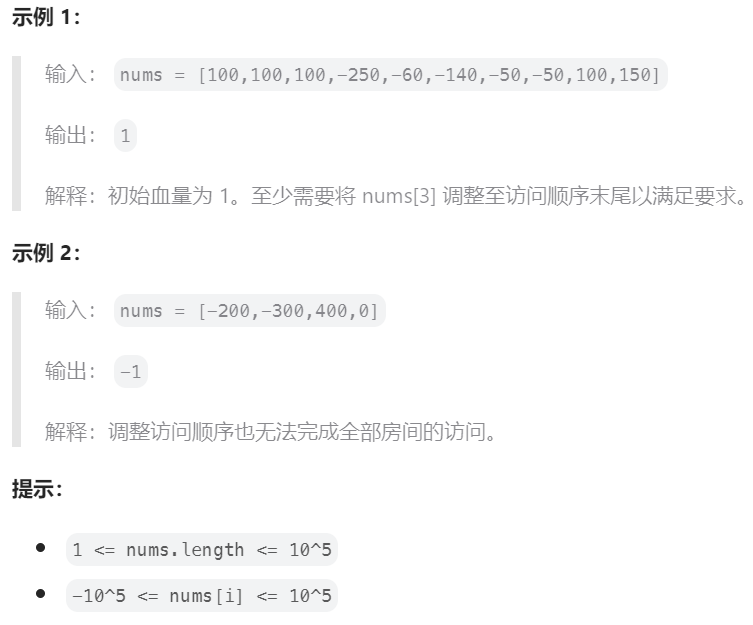 示例 1：
输入： nums = [100,100,100,-250,-60,-140,-50,-50,100,150]
输出： 1
解释：初始血量为 1。至少需要将 nums[3] 调整至访问顺序末尾以满足要求。
示例 2：
输入： nums = [-200,-300,400,0]
输出： -1
解释：调整访问顺序也无法完成全部房间的访问。
提示：
• 1 <= nums.length <= 10^5
• -10^5 <= nums[i] <= 10^5